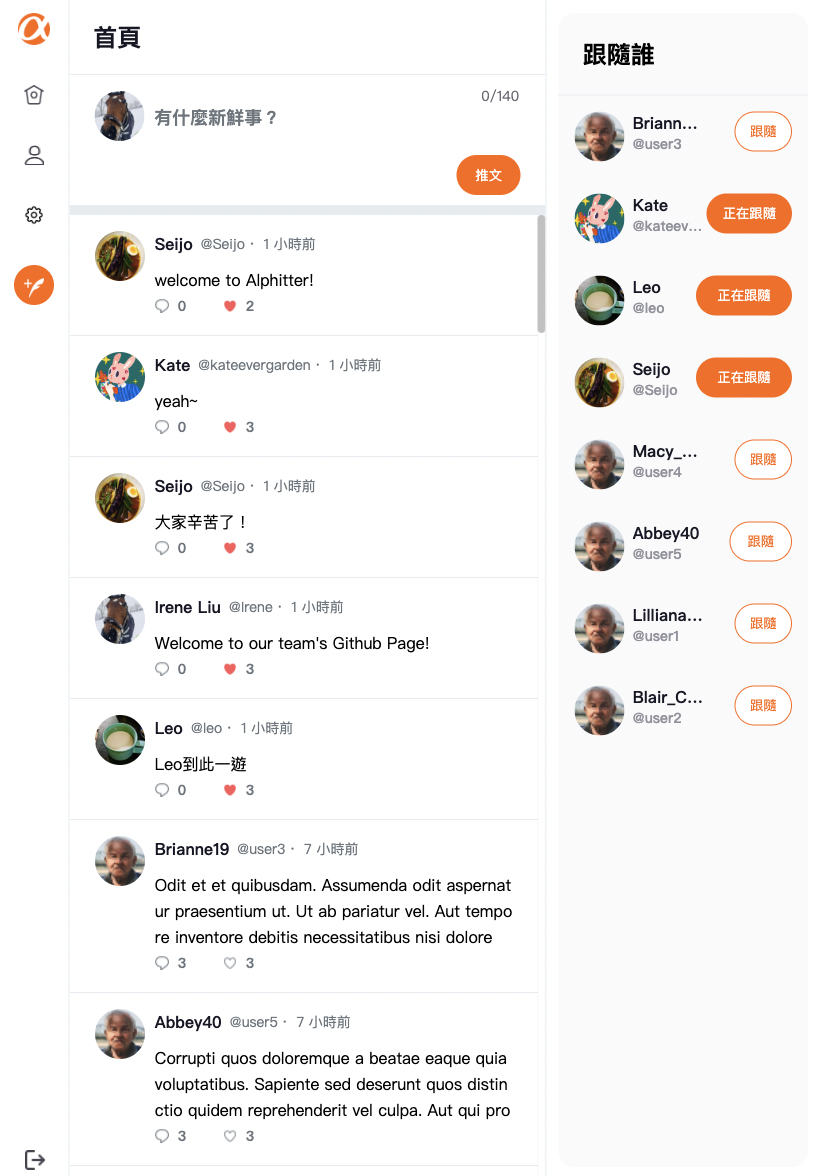 首頁
0/140
有什麼新鮮事？
推文
Seijo @Seijo · 1 小時前
welcome to Alphitter!
0 2
Kate @kateevergarden · 1 小時前
yeah~
0 3
Seijo @Seijo · 1 小時前
大家辛苦了！
0 3
Irene Liu @Irene · 1 小時前
Welcome to our team's Github Page!
0 3
Leo @leo · 1 小時前
Leo到此一遊
0 3
Brianne19 @user3 · 7 小時前
Odit et et quibusdam. Assumenda odit aspernat
ur praesentium ut. Ut ab pariatur vel. Aut tempo
re inventore debitis necessitatibus nisi dolore
3 3
Abbey40 @user5 · 7 小時前
Corrupti quos doloremque a beatae eaque quia
voluptatibus. Sapiente sed deserunt quos distin
ctio quidem reprehenderit vel culpa. Aut qui pro
3 3
跟隨誰
Briann...
@user3
跟隨
Kate
@kateev...
正在跟隨
Leo
@leo
正在跟隨
Seijo
@Seijo
正在跟隨
Macy_...
@user4
跟隨
Abbey40
@user5
跟隨
Lilliana...
@user1
跟隨
Blair_C...
@user2
跟隨